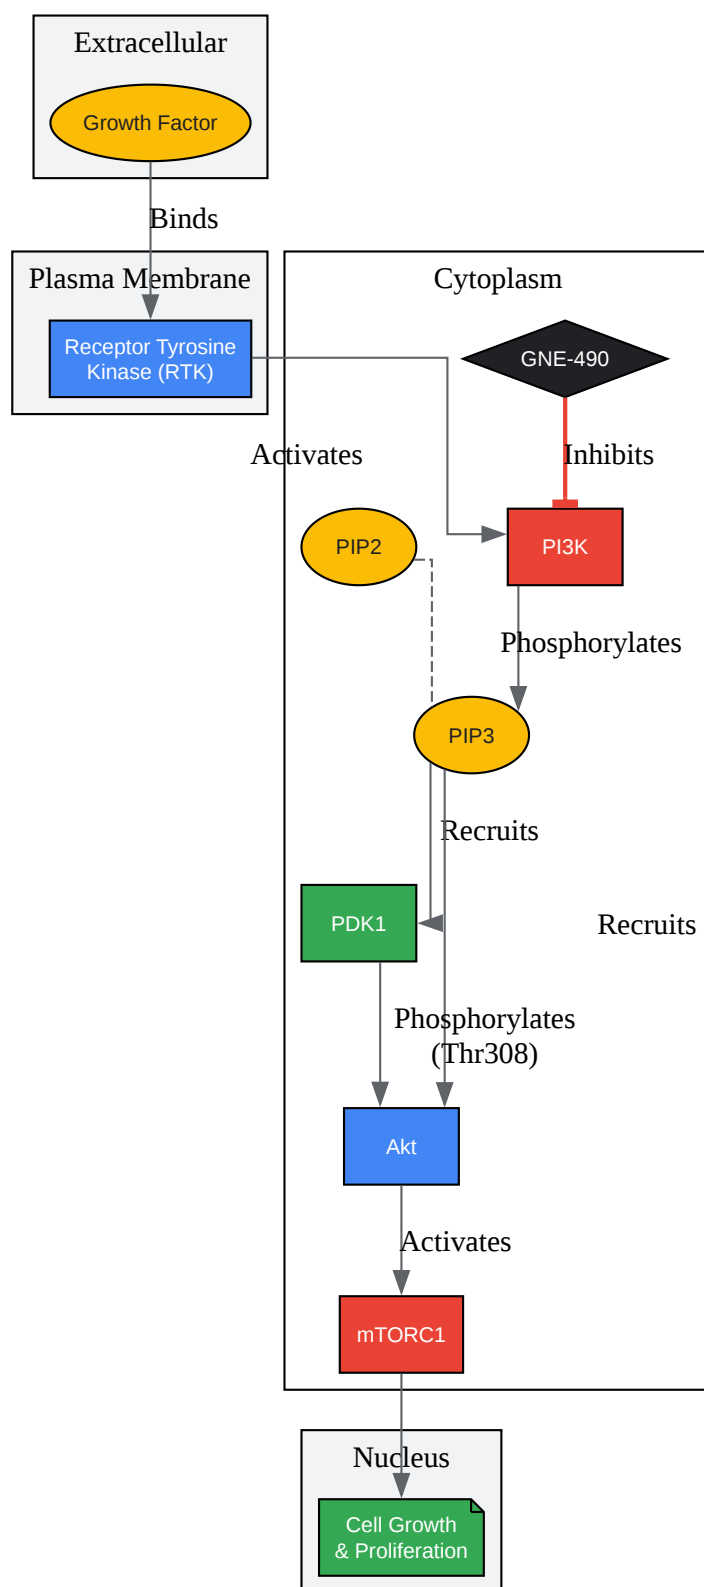 Extracellular
Growth Factor
Binds
Plasma Membrane
Cytoplasm
Receptor Tyrosine
Kinase (RTK)
GNE-490
Activates
Inhibits
PIP2
PI3K
Phosphorylates
PIP3
Recruits
PDK1
Recruits
Phosphorylates
(Thr308)
Akt
Activates
mTORC1
Nucleus
Cell Growth
& Proliferation